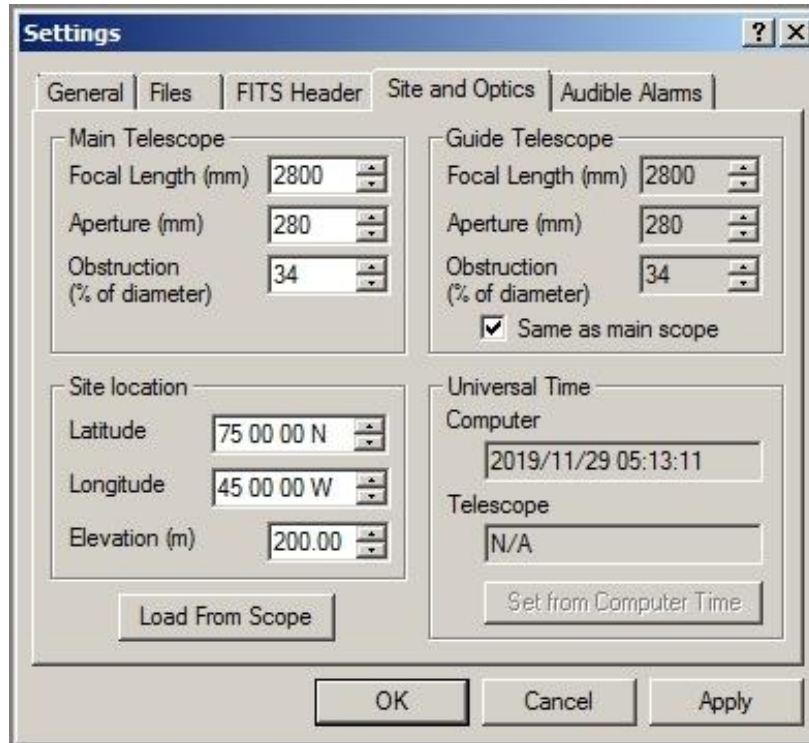 Settings
General Files FITS Header Site and Optics Audible Alarms
Main Telescope
Focal Length (mm) 2800
Aperture (mm) 280
Obstruction
(% of diameter) 34
Guide Telescope
Focal Length (mm) 2800
Aperture (mm) 280
Obstruction
(% of diameter) 34
Same as main scope
Site location
Latitude 75 00 00 N
Longitude 45 00 00 W
Elevation (m) 200.00
Load From Scope
Universal Time
Computer
2019/11/29 05:13:11
Telescope
N/A
Set from Computer Time
OK Cancel Apply